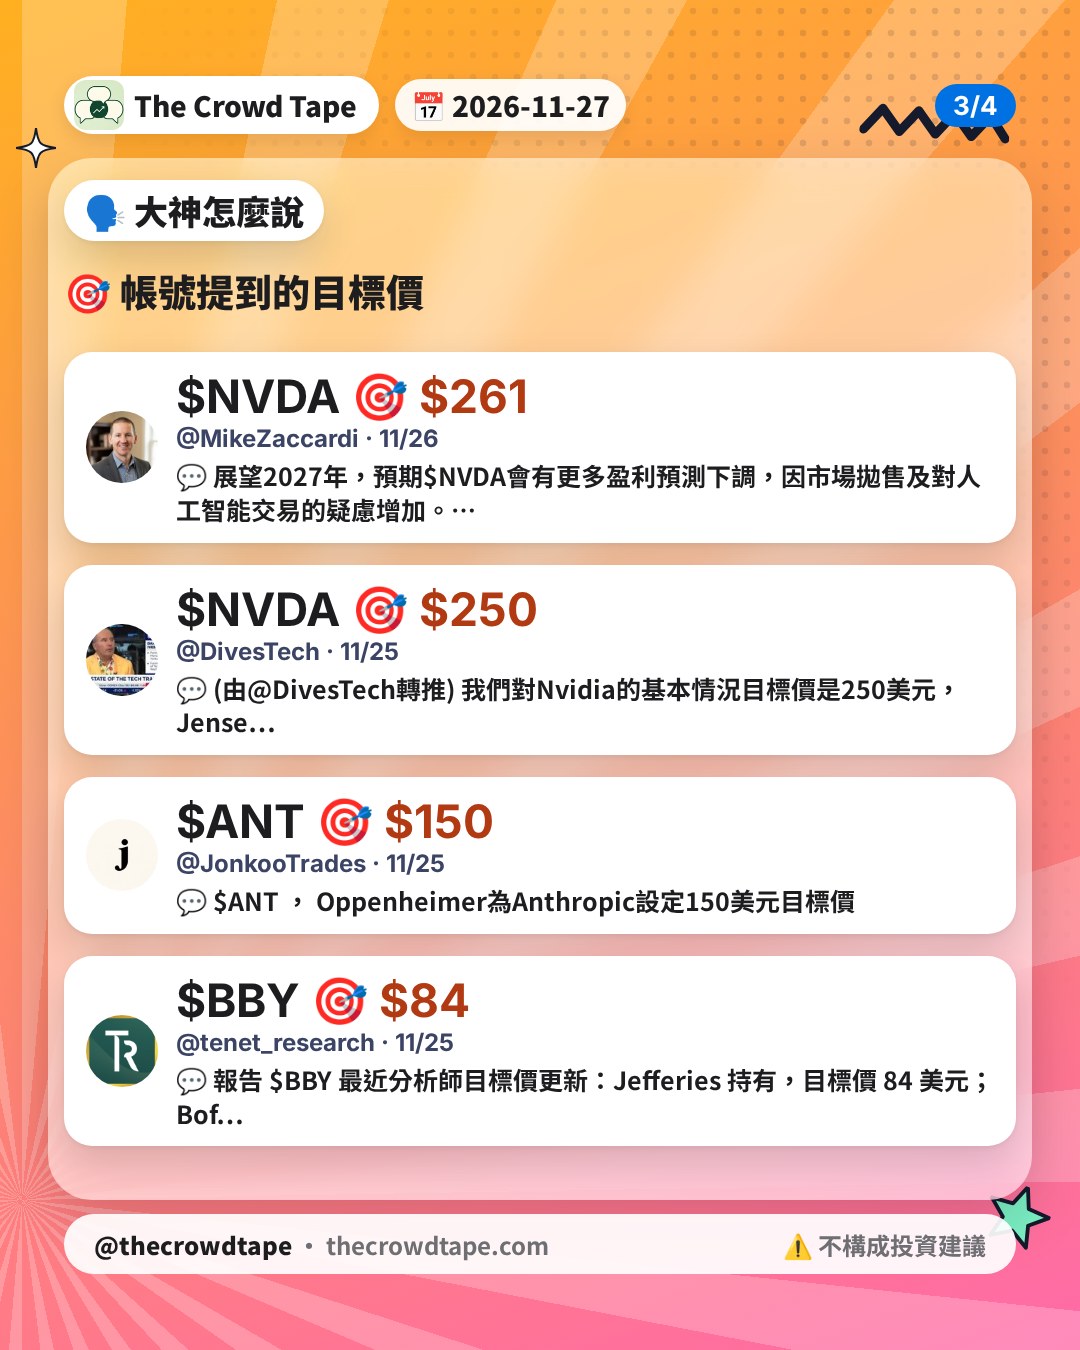 The Crowd Tape
July
2026-11-27
3/4
大神怎麼說
帳號提到的目標價
$NVDA 🎯 $261
@MikeZaccardi · 11/26
💬 展望2027年，預期$NVDA會有更多盈利預測下調，因市場拋售及對人
工智能交易的疑慮增加。…
$NVDA 🎯 $250
@DivesTech · 11/25
💬 (由@DivesTech轉推) 我們對Nvidia的基本情況目標價是250美元，
Jense…
STATE OF THE TECH TRA
$ANT 🎯 $150
@JonkooTrades · 11/25
j
💬 $ANT ， Oppenheimer為Anthropic設定150美元目標價
$BBY 🎯 $84
@tenet_research · 11/25
TR
💬 報告 $BBY 最近分析師目標價更新：Jefferies 持有，目標價 84 美元；
Bof…
@thecrowdtape • thecrowdtape.com
⚠️ 不構成投資建議